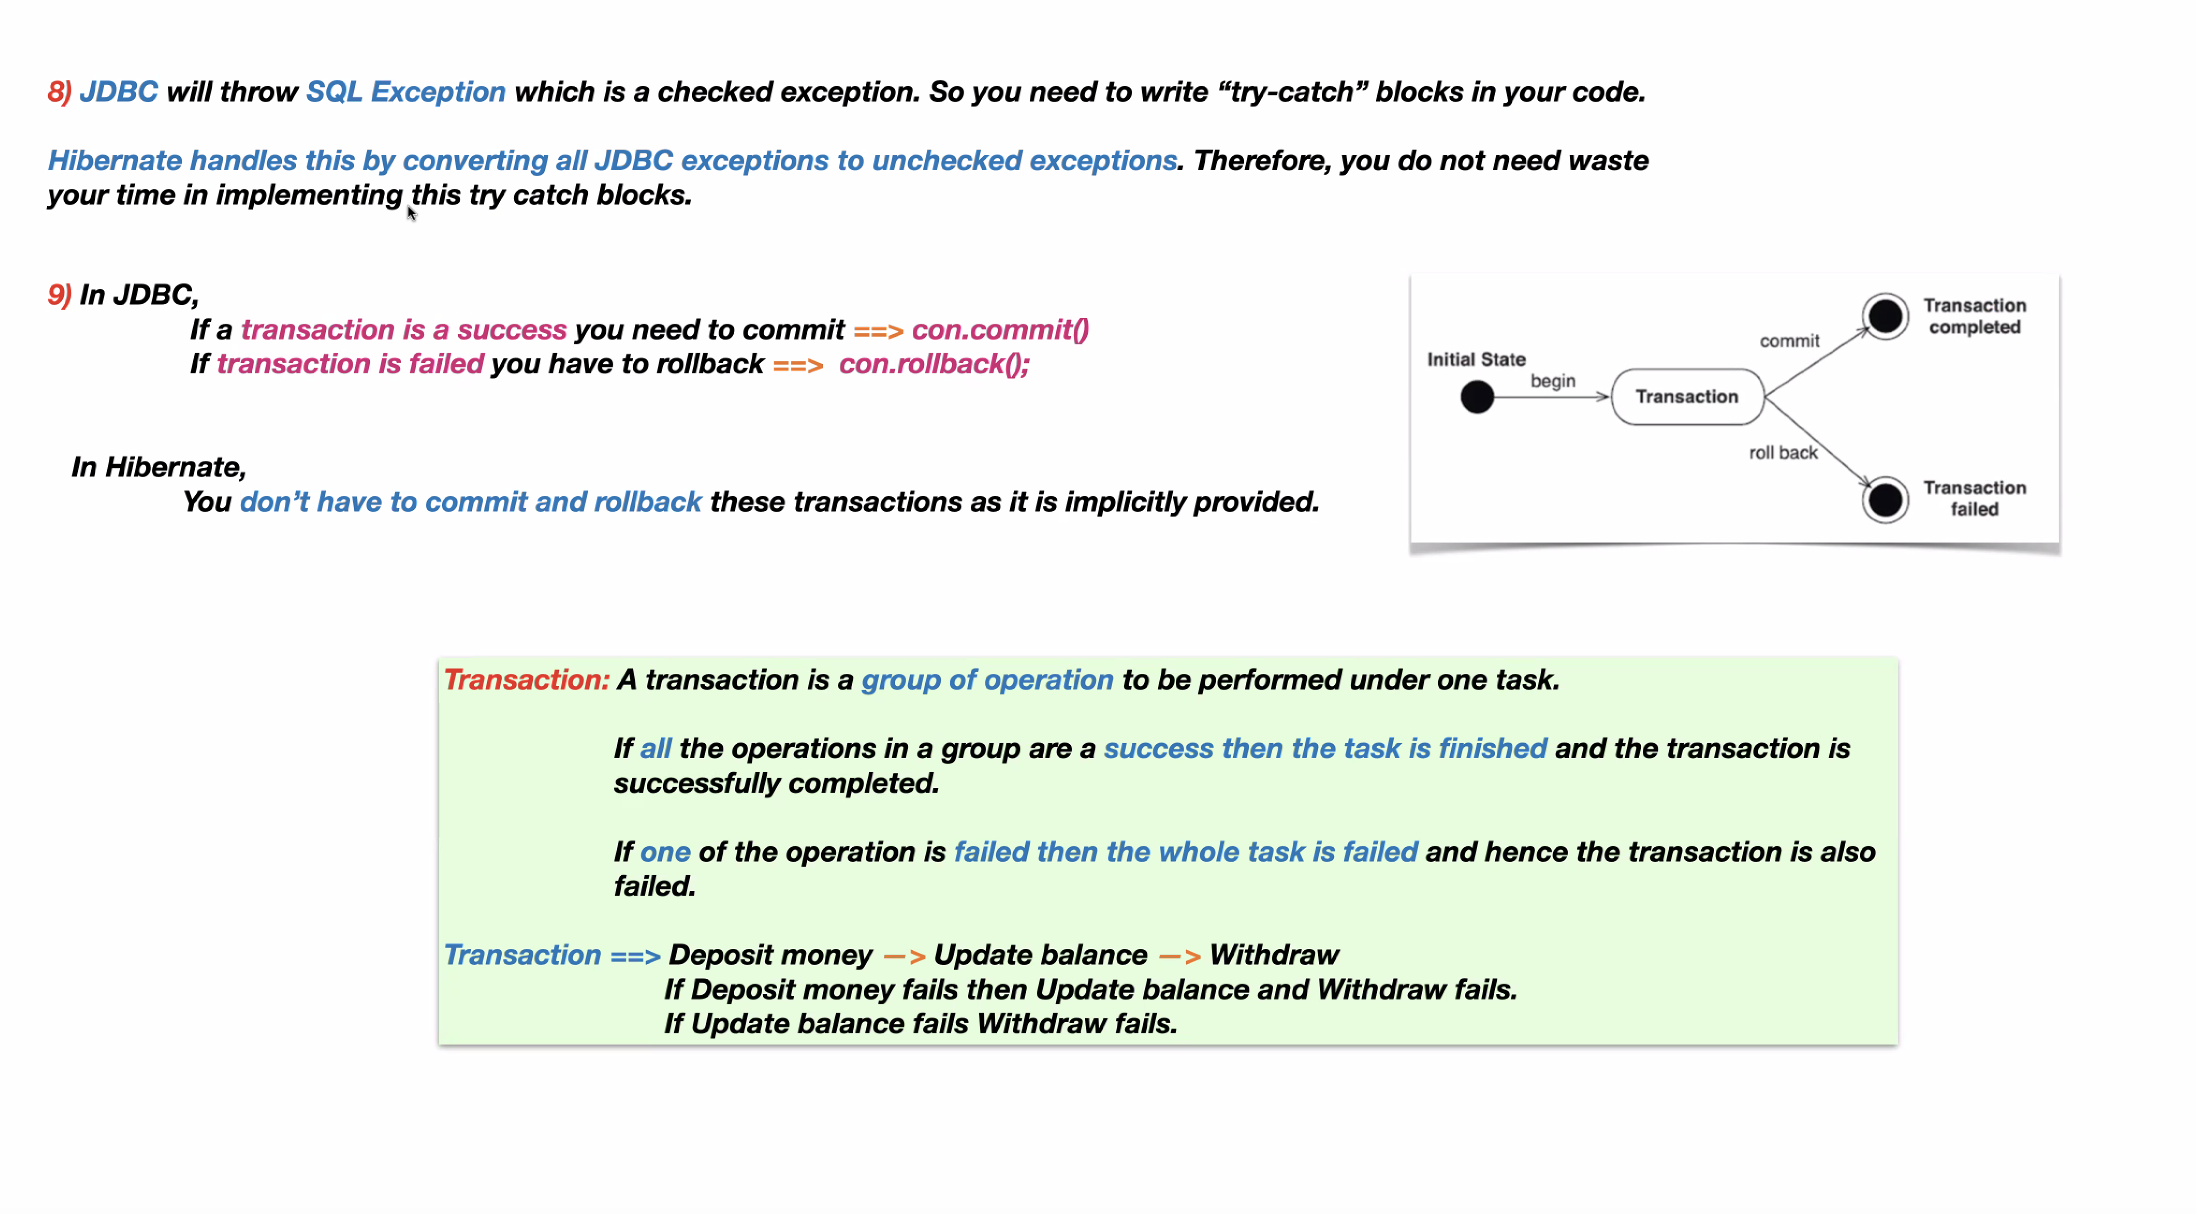 8) JDBC will throw SQL Exception which is a checked exception. So you need to write “try-catch” blocks in your code.
Hibernate handles this by converting all JDBC exceptions to unchecked exceptions. Therefore, you do not need waste
your time in implementing this try catch blocks.
9) In JDBC,
If a transaction is a success you need to commit ==> con.commit()
If transaction is failed you have to rollback ==> con.rollback();
In Hibernate,
You don’t have to commit and rollback these transactions as it is implicitly provided.
Initial State
begin
Transaction
commit
Transaction
completed
roll back
Transaction
failed
Transaction: A transaction is a group of operation to be performed under one task.
If all the operations in a group are a success then the task is finished and the transaction is
successfully completed.
If one of the operation is failed then the whole task is failed and hence the transaction is also
failed.
Transaction ==> Deposit money —> Update balance —> Withdraw
If Deposit money fails then Update balance and Withdraw fails.
If Update balance fails Withdraw fails.